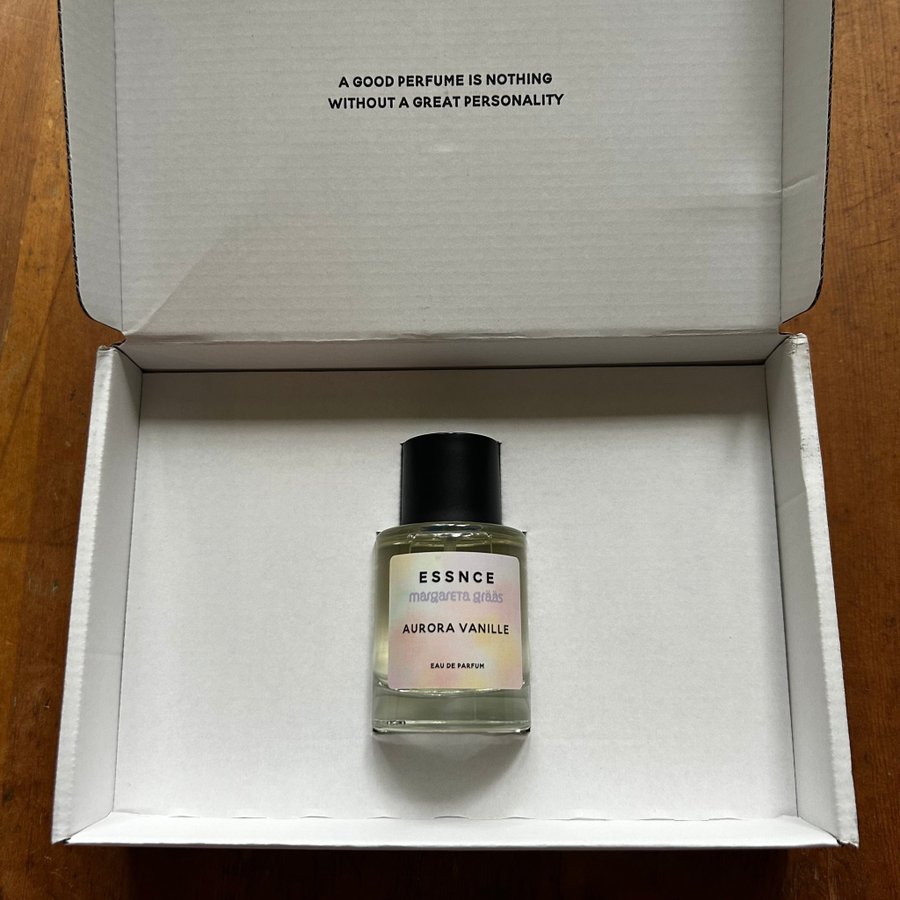 A GOOD PERFUME IS NOTHING
WITHOUT A GREAT PERSONALITY
ESSNCE
margareta grääs
AURORA VANILLE
EAU DE PARFUM